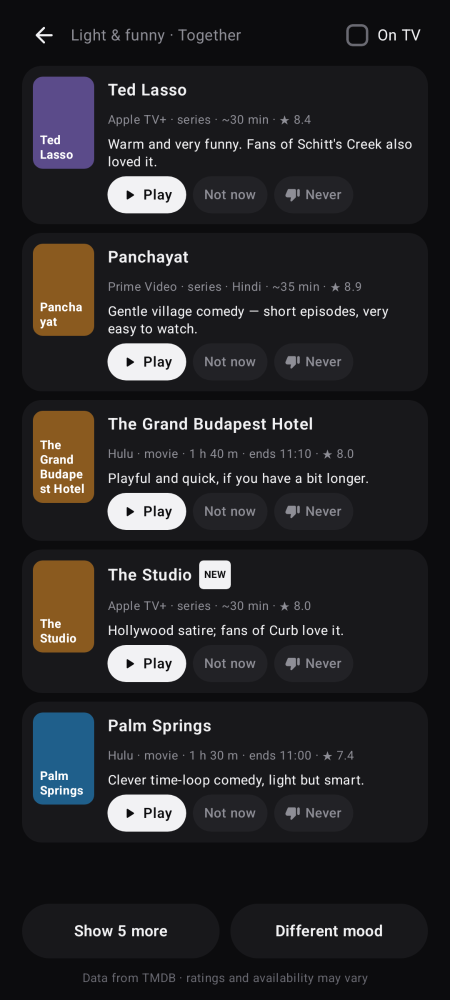 Light & funny · Together
On TV
Ted
Lasso
Ted Lasso
Apple TV+ · series · ~30 min · ★ 8.4
Warm and very funny. Fans of Schitt's Creek also
loved it.
Play
Not now
Never
Pancha
yat
Panchayat
Prime Video · series · Hindi · ~35 min · ★ 8.9
Gentle village comedy — short episodes, very
easy to watch.
Play
Not now
Never
The
Grand
Budape
st Hotel
The Grand Budapest Hotel
Hulu · movie · 1 h 40 m · ends 11:10 · ★ 8.0
Playful and quick, if you have a bit longer.
Play
Not now
Never
The
Studio
The Studio NEW
Apple TV+ · series · ~30 min · ★ 8.0
Hollywood satire; fans of Curb love it.
Play
Not now
Never
Palm
Springs
Palm Springs
Hulu · movie · 1 h 30 m · ends 11:00 · ★ 7.4
Clever time-loop comedy, light but smart.
Play
Not now
Never
Show 5 more
Different mood
Data from TMDB · ratings and availability may vary